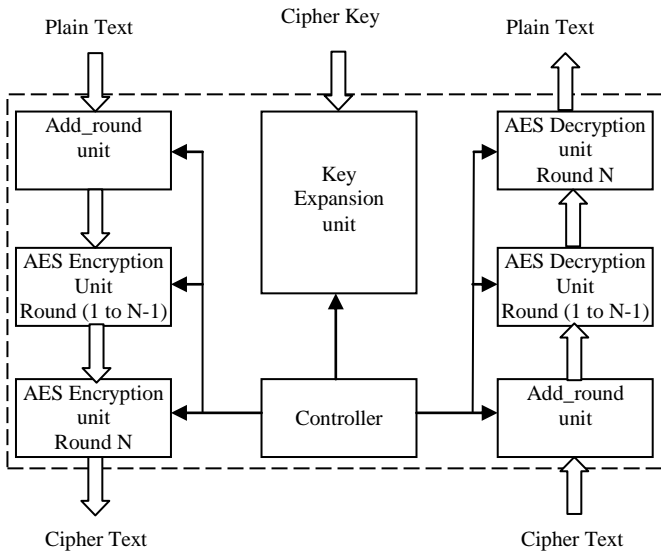 Plain Text
Cipher Key
Plain Text
Add_round
unit
Key
Expansion
unit
AES Decryption
unit
Round N
AES Encryption
Unit
Round (1 to N-1)
AES Decryption
Unit
Round (1 to N-1)
AES Encryption
unit
Round N
Controller
Add_round
unit
Cipher Text
Cipher Text